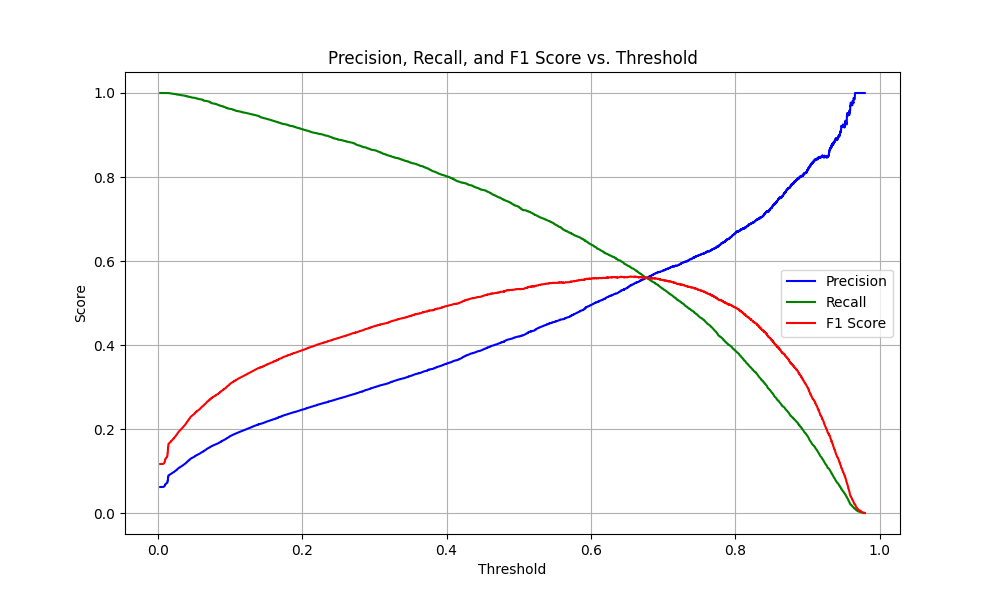 Precision, Recall, and F1 Score vs. Threshold
1.0
0.8
0.6
0.4
0.2
0.0
Score
Precision
Recall
F1 Score
0.0 0.2 0.4 0.6 0.8 1.0
Threshold